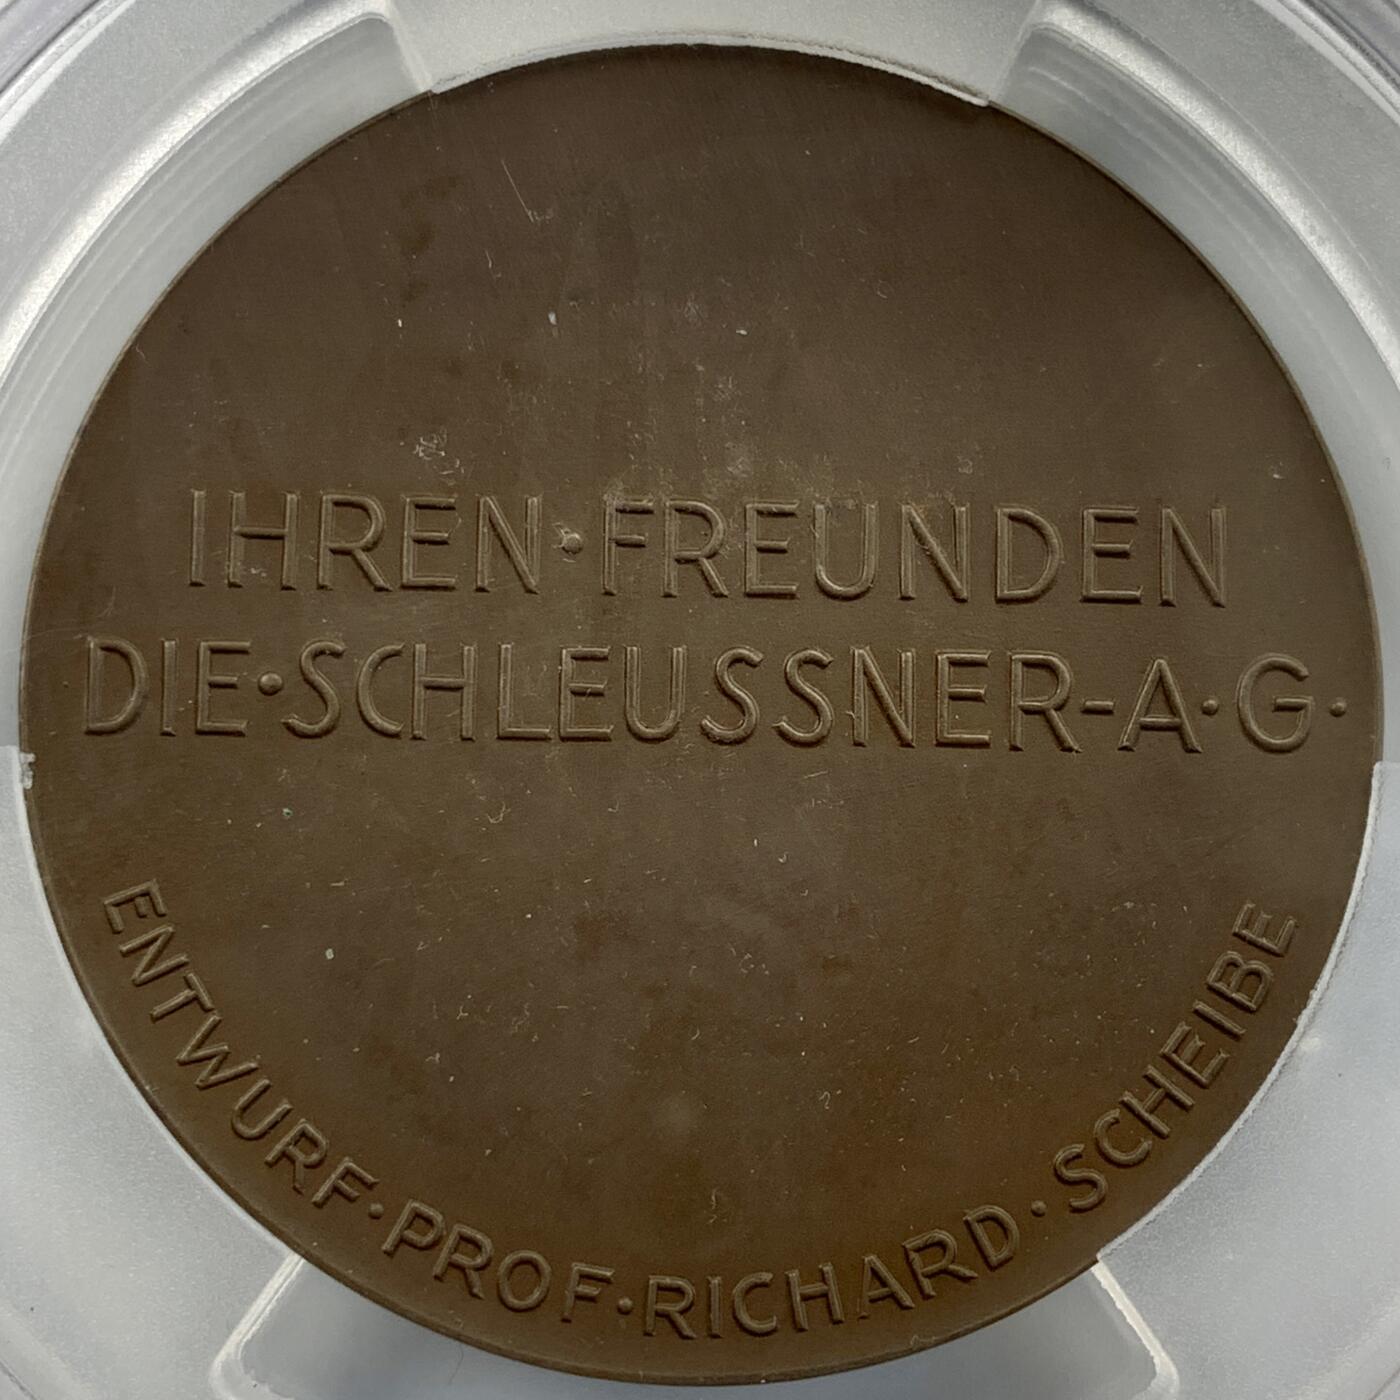 IHREN·FREUNDEN
DIE·SCHLEUSSNER-A·G·
ENTWURF·PROF·RICHARD·SCHEIBE